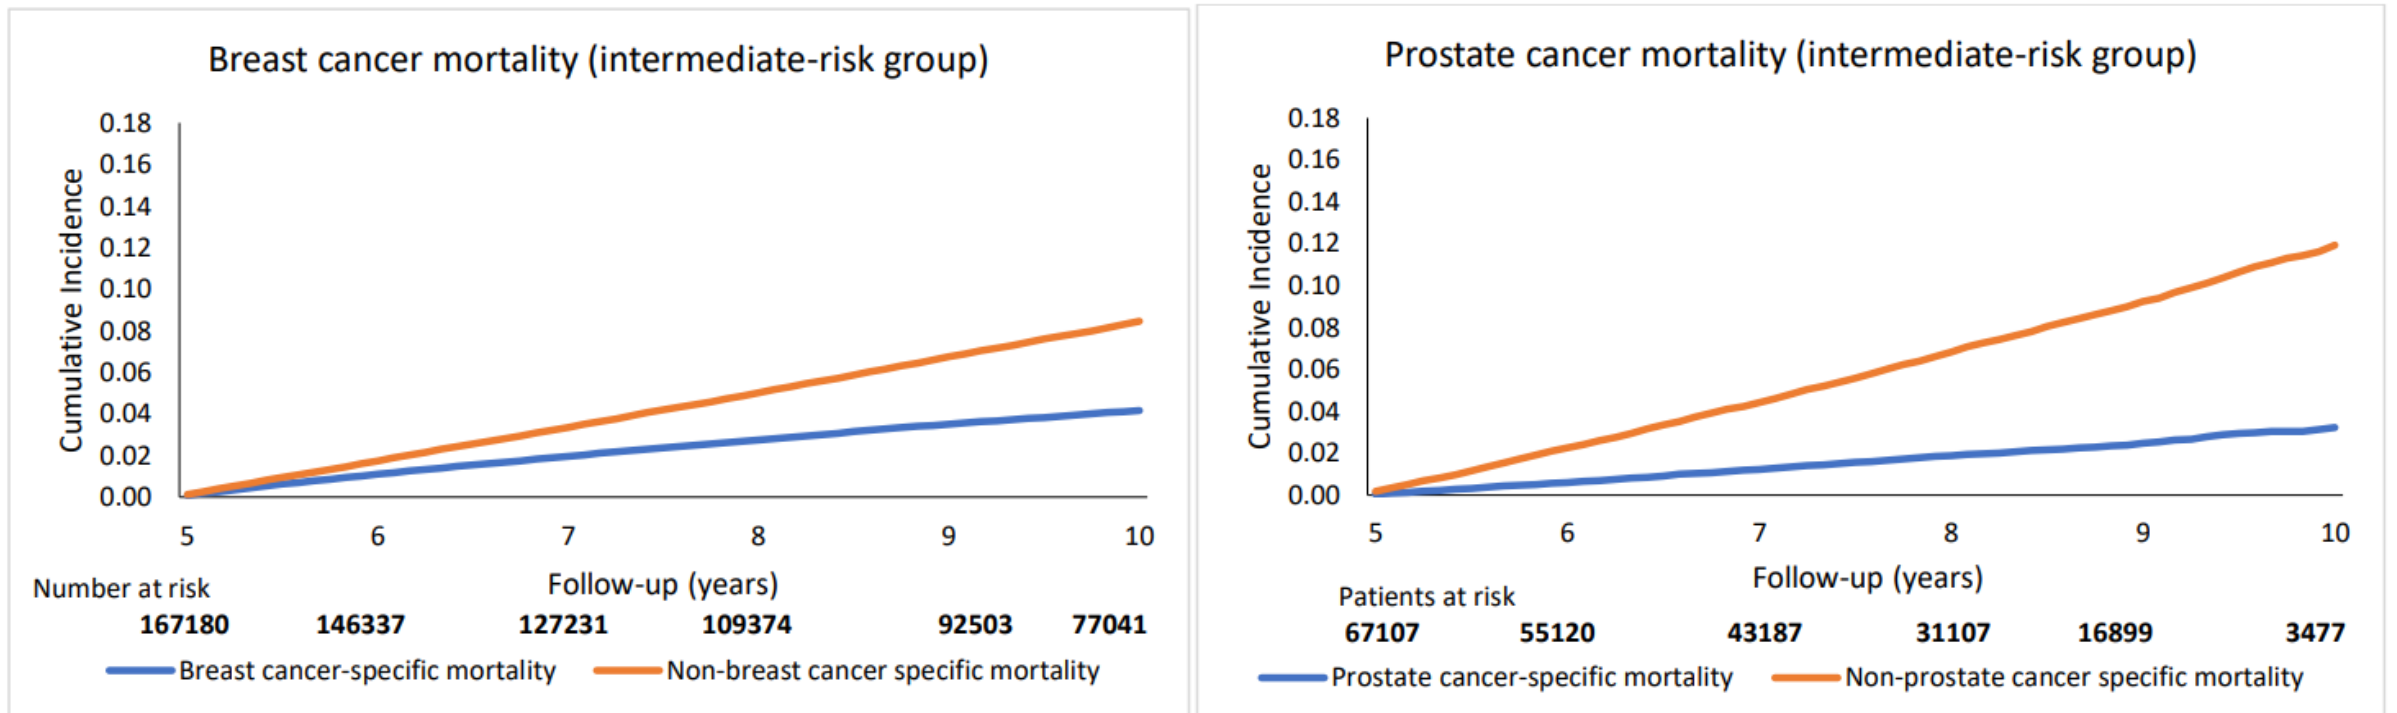 Breast cancer mortality (intermediate-risk group)
0.18
0.16
0.14
0.12
0.10
0.08
0.06
0.04
0.02
0.00
Cumulative Incidence
5 6 7 8 9 10
Follow-up (years)
Number at risk
167180 146337 127231 109374 92503 77041
Breast cancer-specific mortality Non-breast cancer specific mortality
Prostate cancer mortality (intermediate-risk group)
0.18
0.16
0.14
0.12
0.10
0.08
0.06
0.04
0.02
0.00
Cumulative Incidence
5 6 7 8 9 10
Follow-up (years)
Patients at risk
67107 55120 43187 31107 16899 3477
Prostate cancer-specific mortality Non-prostate cancer specific mortality